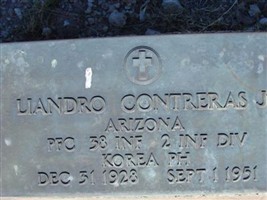 LIANDRO CONTRERAS J
ARIZONA
PFC 38 INF 2 INF DIV
KOREA PH
DEC 31 1928 SEPT 1 1951